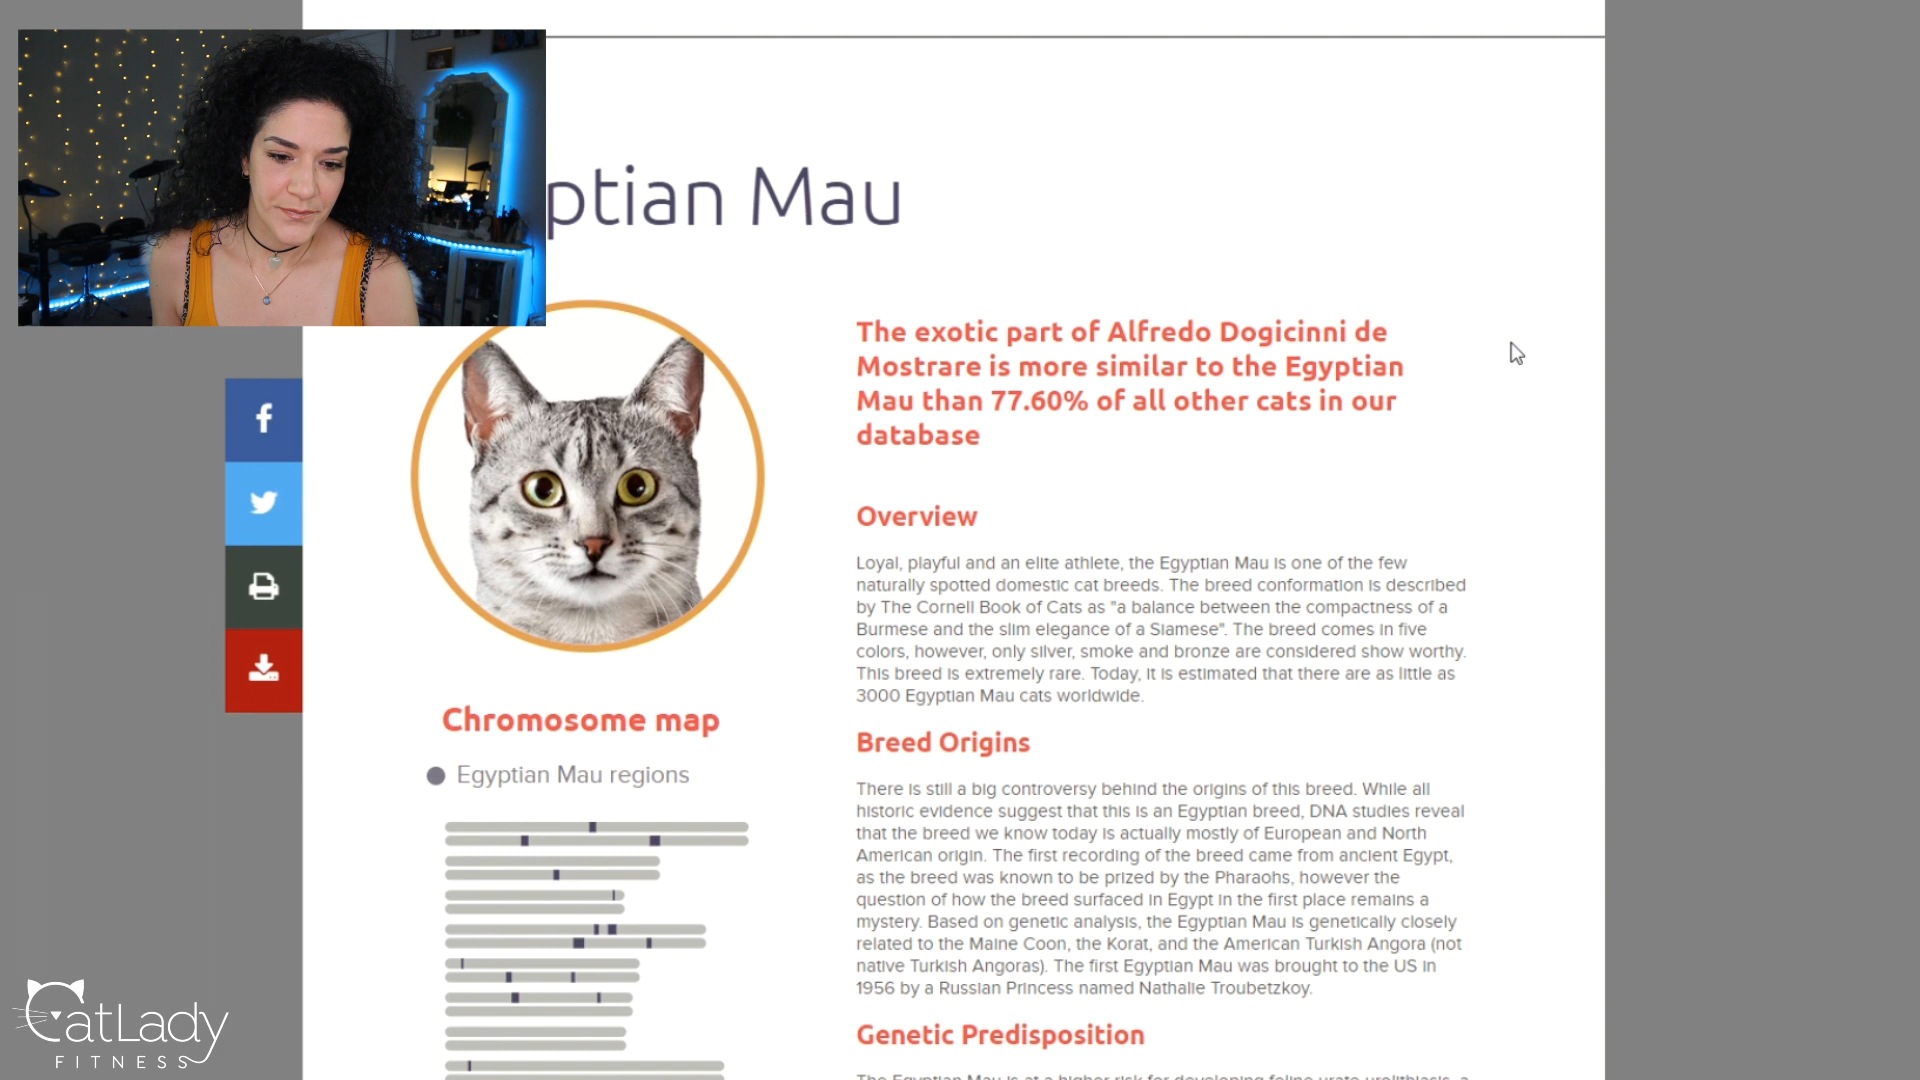 ptian Mau
The exotic part of Alfredo Dogicinni de
Mostrare is more similar to the Egyptian
Mau than 77.60% of all other cats in our
database
Overview
Loyal, playful and an elite athlete, the Egyptian Mau is one of the few
naturally spotted domestic cat breeds. The breed conformation is described
by The Cornell Book of Cats as "a balance between the compactness of a
Burmese and the slim elegance of a Siamese". The breed comes in five
colors, however, only silver, smoke and bronze are considered show worthy.
This breed is extremely rare. Today, it is estimated that there are as little as
3000 Egyptian Mau cats worldwide.
Chromosome map
Egyptian Mau regions
Breed Origins
There is still a big controversy behind the origins of this breed. While all
historic evidence suggest that this is an Egyptian breed, DNA studies reveal
that the breed we know today is actually mostly of European and North
American origin. The first recording of the breed came from ancient Egypt,
as the breed was known to be prized by the Pharaohs, however the
question of how the breed surfaced in Egypt in the first place remains a
mystery. Based on genetic analysis, the Egyptian Mau is genetically closely
related to the Maine Coon, the Korat, and the American Turkish Angora (not
native Turkish Angoras). The first Egyptian Mau was brought to the US in
1956 by a Russian Princess named Nathalie Troubetzkoy.
Genetic Predisposition
The Egyptian Mau is at a higher risk for developing feline urate urolithiasis, a
CatLady
FITNESS